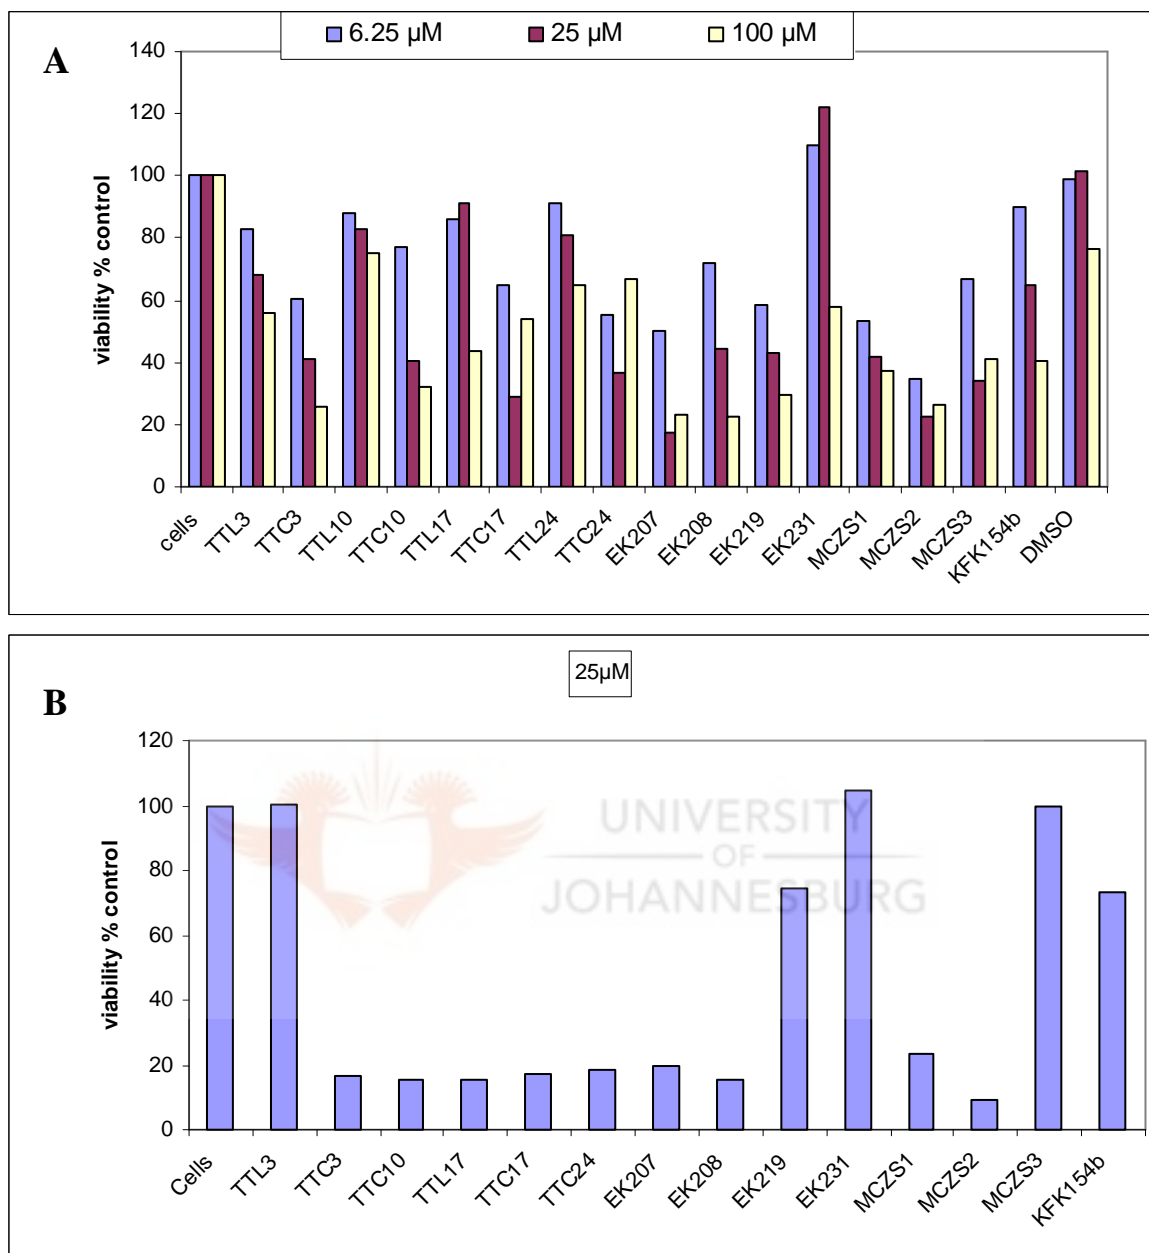 A
6.25 µM 25 µM 100 µM
140
120
100
80
60
40
20
0
viability % control
cells TTL3 TTC3 TTL10 TTC10 TTL17 TTC17 TTL24 TTC24 EK207 EK208 EK219 EK231 MCZS1 MCZS2 MCZS3 KFK154b DMSO
B
25µM
120
100
80
60
40
20
0
viability % control
UNIVERSITY
OF
JOHANNESBURG
Cells TTL3 TTC3 TTC10 TTL17 TTC17 TTC24 EK207 EK208 EK219 EK231 MCZS1 MCZS2 MCZS3 KFK154b